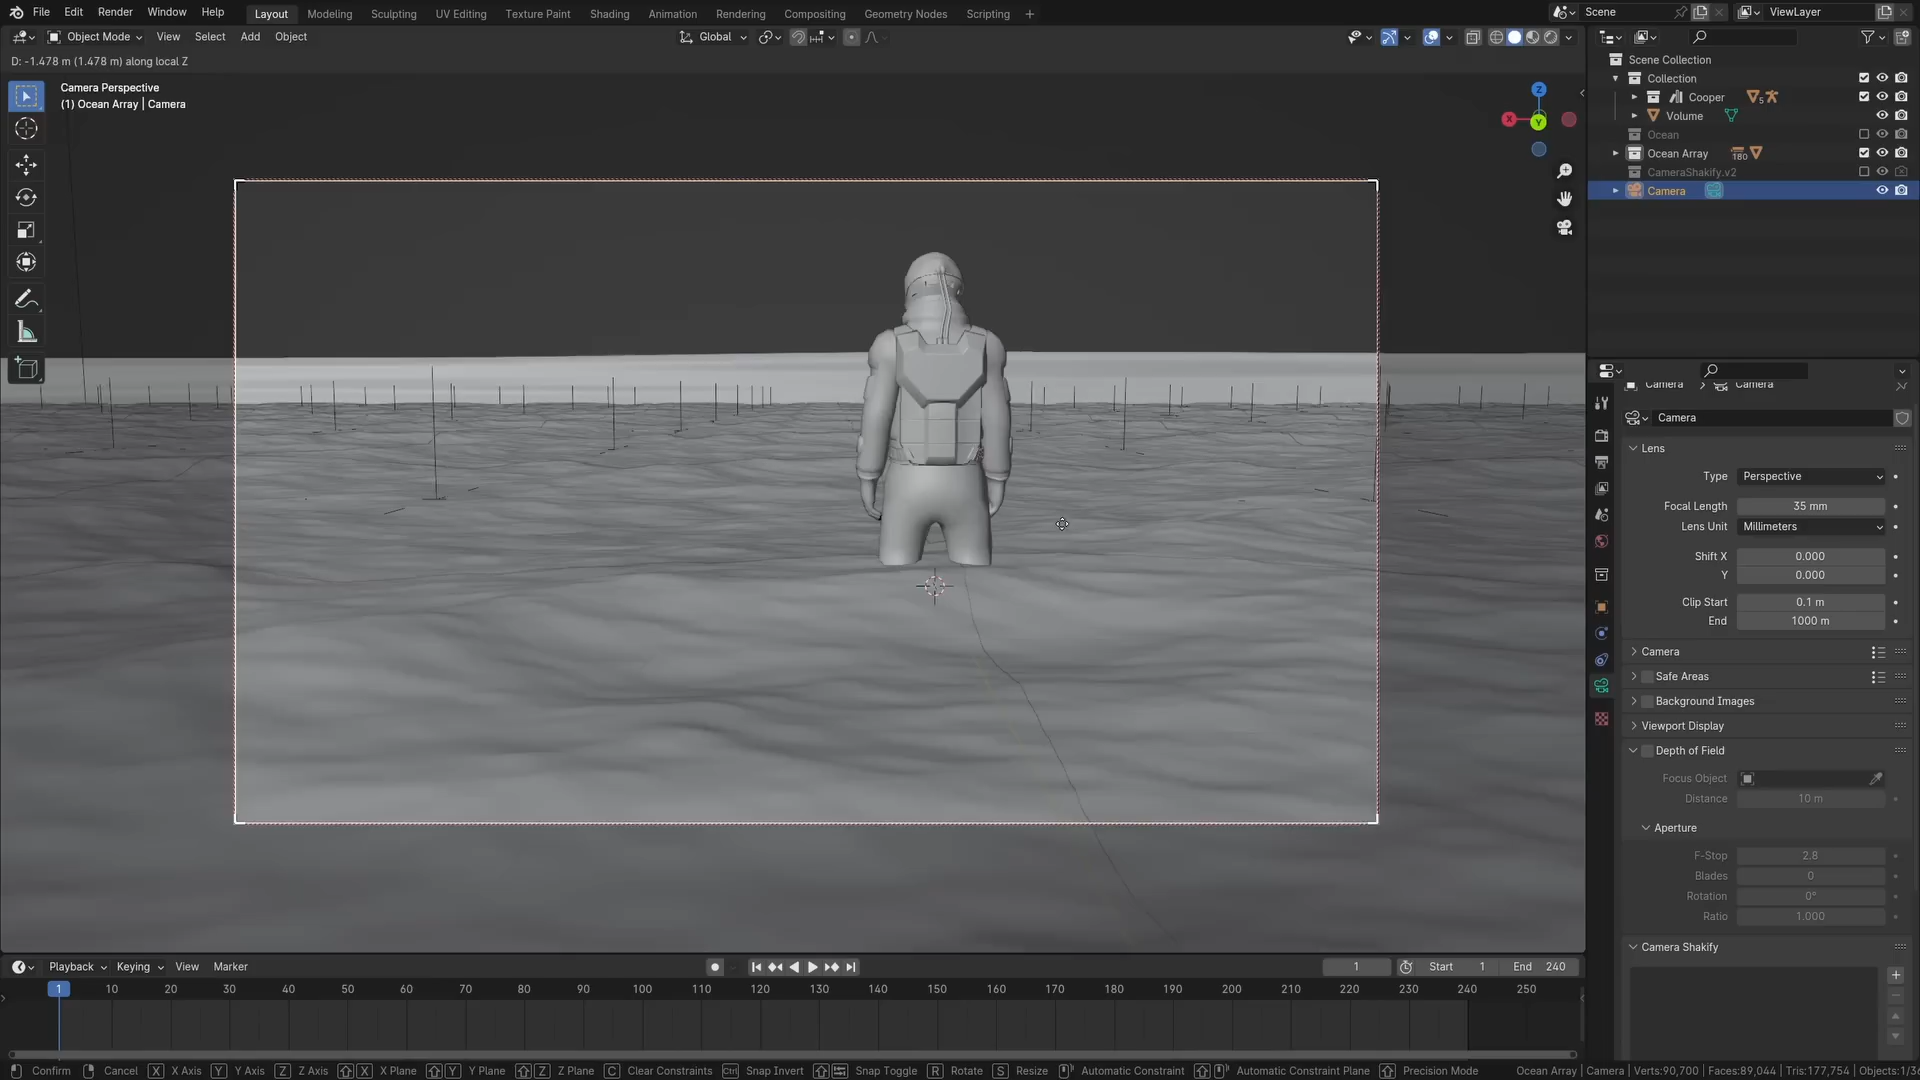 File Edit Render Window Help Layout Modeling Sculpting UV Editing Texture Paint Shading Animation Rendering Compositing Geometry Nodes Scripting + Scene ViewLayer
Object Mode View Select Add Object Global
D: -1.478 m (1.478 m) along local Z
Camera Perspective
(1) Ocean Array | Camera
Z
X
Y
Scene Collection
Collection
Cooper 5
Volume
Ocean
Ocean Array 180
CameraShakify.v2
Camera
Camera Camera
Camera
Lens
Type Perspective
Focal Length 35 mm
Lens Unit Millimeters
Shift X 0.000
Y 0.000
Clip Start 0.1 m
End 1000 m
Camera
Safe Areas
Background Images
Viewport Display
Depth of Field
Focus Object
Distance 10 m
Aperture
F-Stop 2.8
Blades 0
Rotation 0°
Ratio 1.000
Camera Shakify
Playback Keying View Marker 1 Start 1 End 240
1 10 20 30 40 50 60 70 80 90 100 110 120 130 140 150 160 170 180 190 200 210 220 230 240 250
Confirm Cancel X X Axis Y Y Axis Z Z Axis X X Plane Y Y Plane Z Z Plane C Clear Constraints Ctrl Snap Invert Snap Toggle R Rotate S Resize Automatic Constraint Automatic Constraint Plane Precision Mode Ocean Array | Camera Verts:90,700 Faces:89,044 Tris:177,754